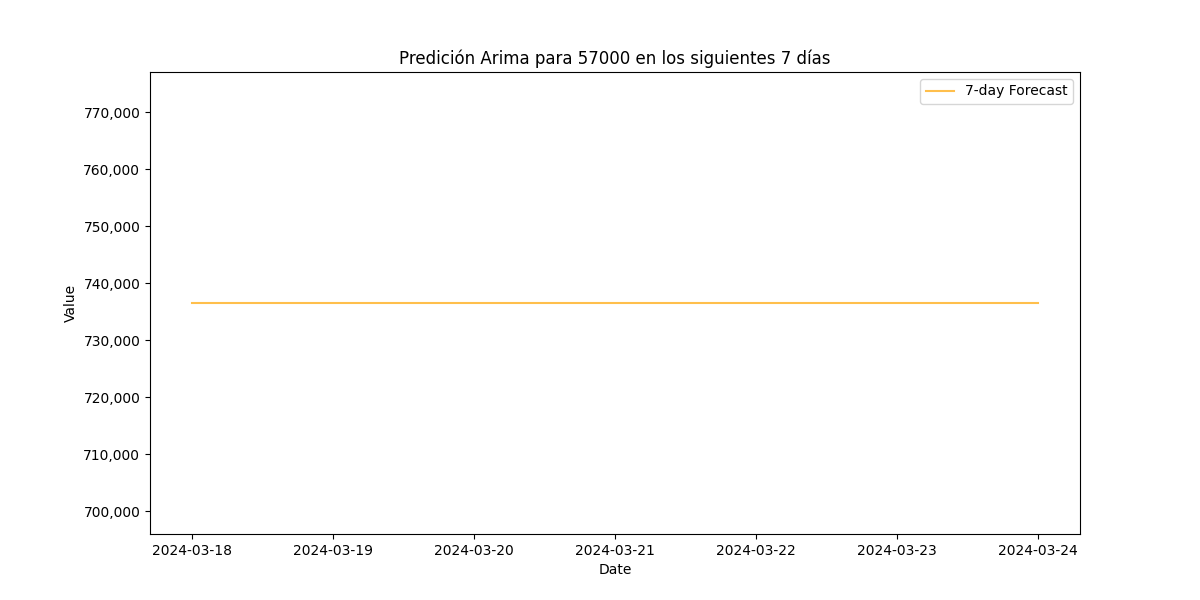 Predición Arima para 57000 en los siguientes 7 días
7-day Forecast
770,000
760,000
750,000
740,000
730,000
720,000
710,000
700,000
Value
2024-03-18 2024-03-19 2024-03-20 2024-03-21 2024-03-22 2024-03-23 2024-03-24
Date